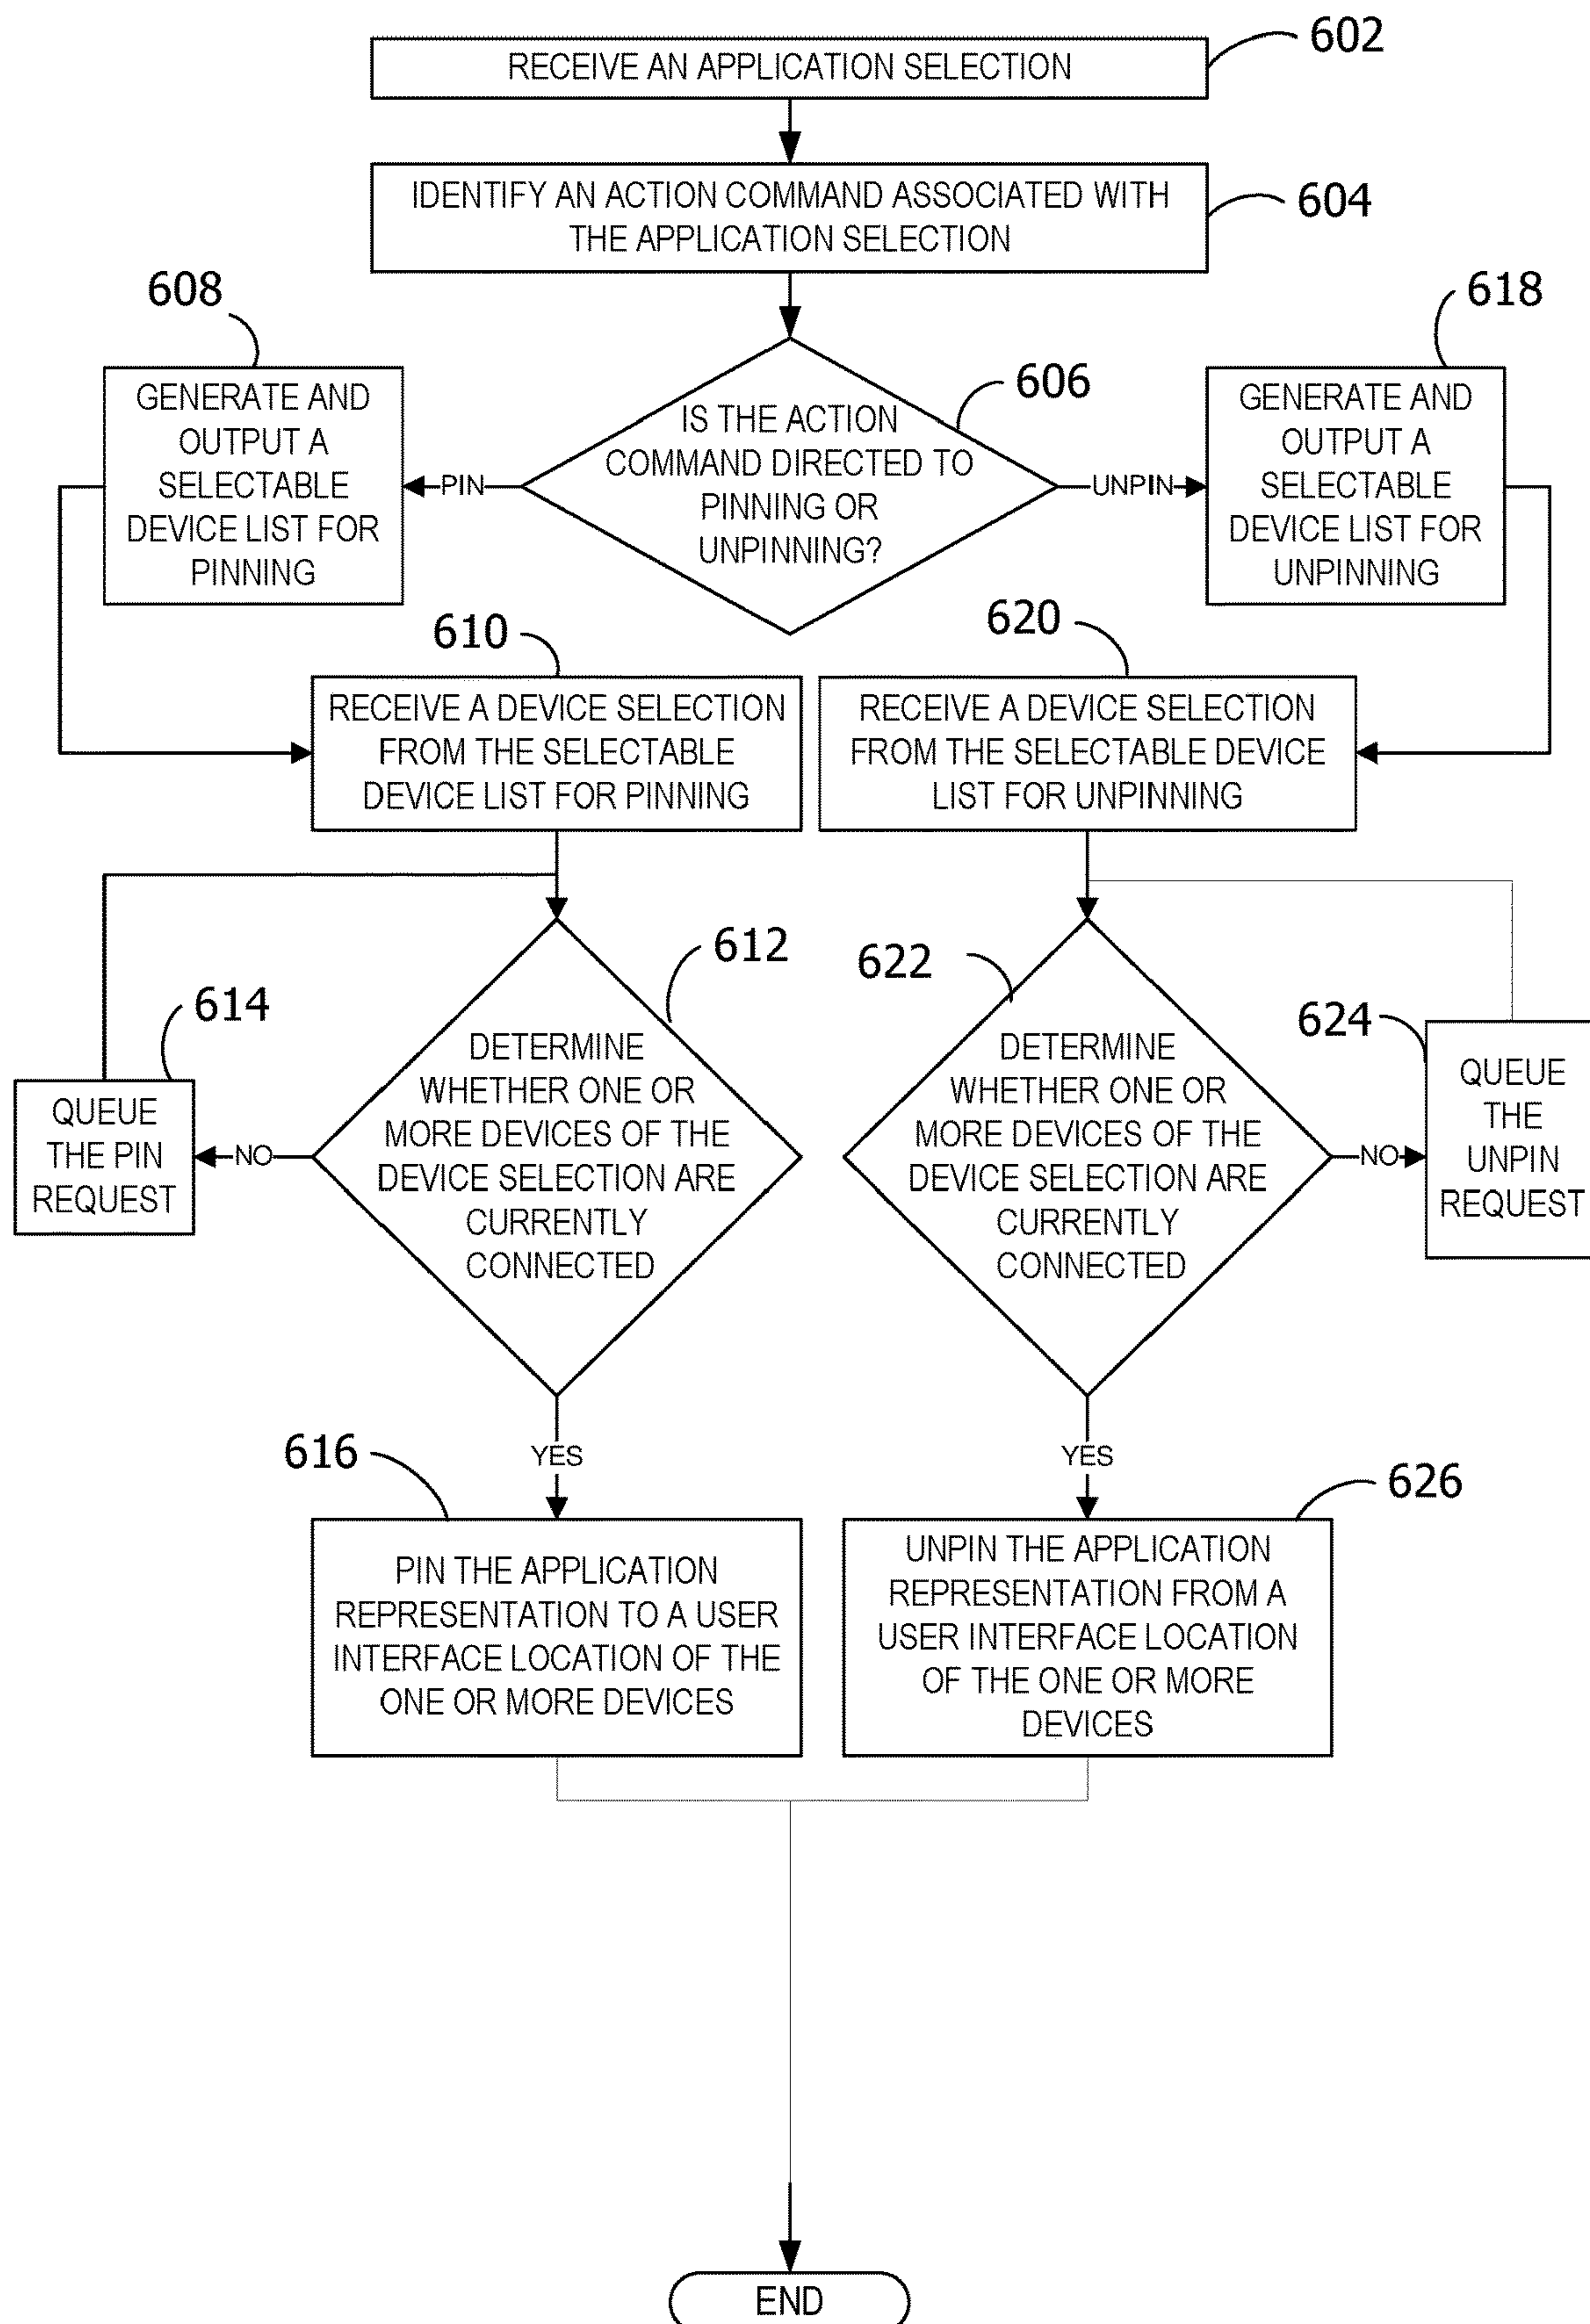 602
RECEIVE AN APPLICATION SELECTION
IDENTIFY AN ACTION COMMAND ASSOCIATED WITH
THE APPLICATION SELECTION
604
608
618
GENERATE AND
OUTPUT A
SELECTABLE
DEVICE LIST FOR
PINNING
PIN
606
IS THE ACTION
COMMAND DIRECTED TO
PINNING OR
UNPINNING?
UNPIN
GENERATE AND
OUTPUT A
SELECTABLE
DEVICE LIST FOR
UNPINNING
610
620
RECEIVE A DEVICE SELECTION
FROM THE SELECTABLE
DEVICE LIST FOR PINNING
RECEIVE A DEVICE SELECTION
FROM THE SELECTABLE DEVICE
LIST FOR UNPINNING
612
622
614
624
DETERMINE
WHETHER ONE OR
MORE DEVICES OF THE
DEVICE SELECTION ARE
CURRENTLY
CONNECTED
DETERMINE
WHETHER ONE OR
MORE DEVICES OF THE
DEVICE SELECTION ARE
CURRENTLY
CONNECTED
QUEUE
THE PIN
REQUEST
NO
NO
QUEUE
THE
UNPIN
REQUEST
YES
YES
616
626
PIN THE APPLICATION
REPRESENTATION TO A USER
INTERFACE LOCATION OF THE
ONE OR MORE DEVICES
UNPIN THE APPLICATION
REPRESENTATION FROM A
USER INTERFACE LOCATION
OF THE ONE OR MORE
DEVICES
END